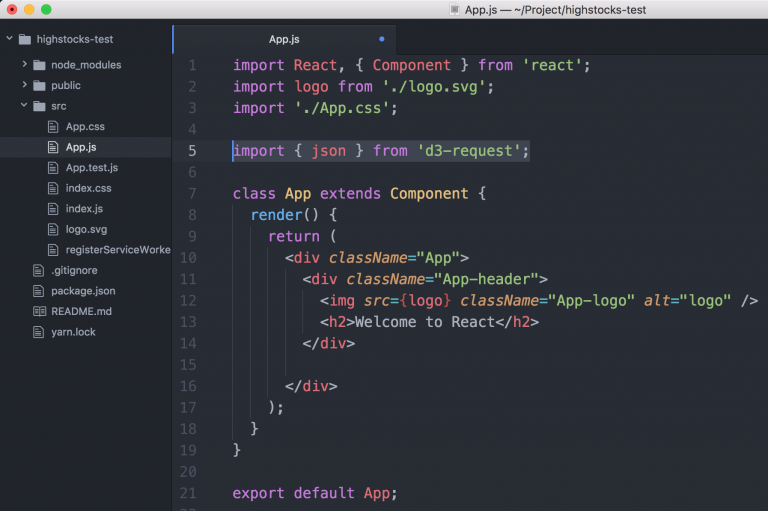 App.js — ~/Project/highstocks-test
highstocks-test
node_modules
public
src
App.css
App.js
App.test.js
index.css
index.js
logo.svg
registerServiceWorke
.gitignore
package.json
README.md
yarn.lock
App.js
1 import React, { Component } from 'react';
2 import logo from './logo.svg';
3 import './App.css';
4
5 import { json } from 'd3-request';
6
7 class App extends Component {
8   render() {
9     return (
10       <div className="App">
11         <div className="App-header">
12           <img src={logo} className="App-logo" alt="logo" />
13           <h2>Welcome to React</h2>
14         </div>
15
16       </div>
17     );
18   }
19 }
20
21 export default App;